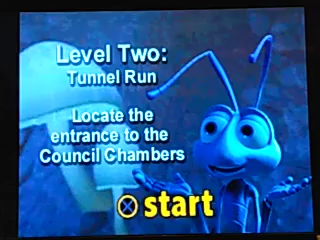 Level Two:
Tunnel Run
Locate the
entrance to the
Council Chambers
start